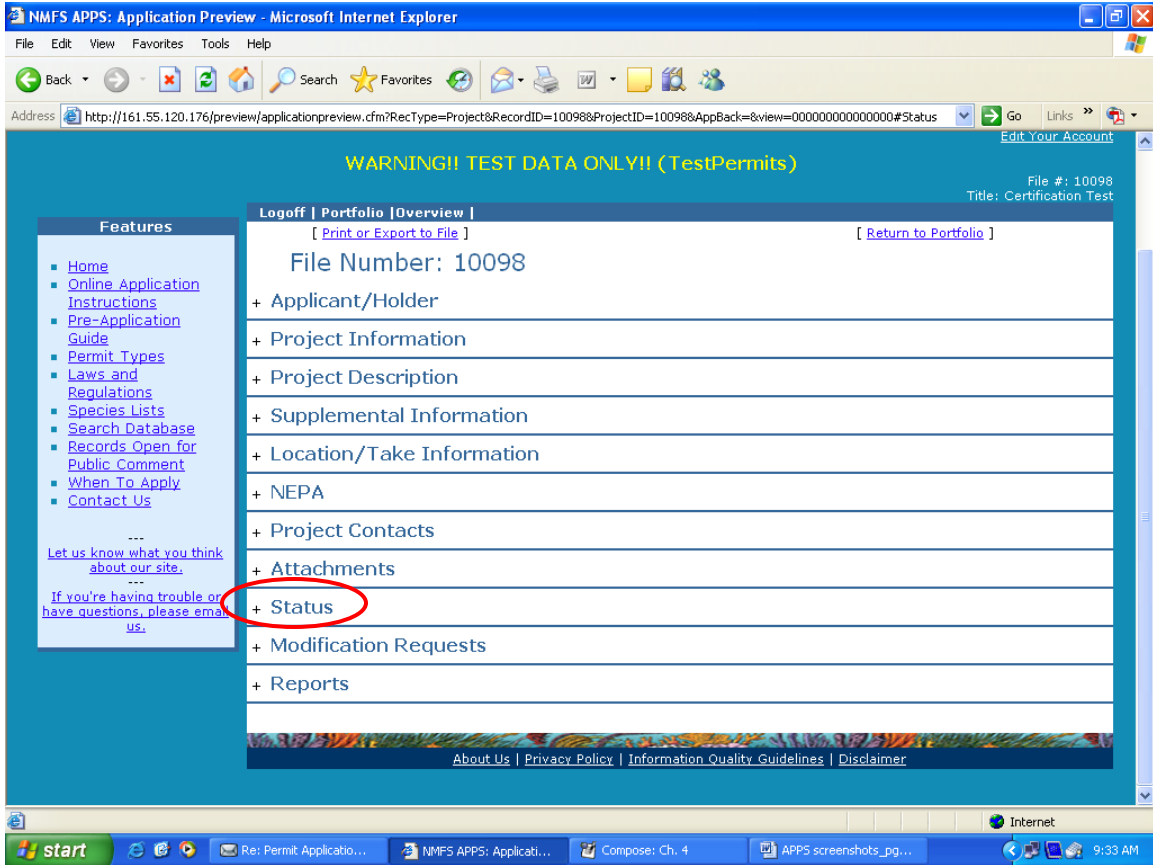 NMFS APPS: Application Preview - Microsoft Internet Explorer
File Edit View Favorites Tools Help
Back Search Favorites
Address http://161.55.120.176/preview/applicationpreview.cfm?RecType=Project&RecordID=10098&ProjectID=10098&AppBack=&view=000000000000000#Status Go Links »
Edit Your Account
WARNING!! TEST DATA ONLY!! (TestPermits)
File #: 10098
Title: Certification Test
Logoff | Portfolio |Overview |
[ Print or Export to File ] [ Return to Portfolio ]
Features
Home
Online Application
Instructions
Pre-Application
Guide
Permit Types
Laws and
Regulations
Species Lists
Search Database
Records Open for
Public Comment
When To Apply
Contact Us
---
Let us know what you think
about our site.
---
If you're having trouble or
have questions, please email
us.
File Number: 10098
+ Applicant/Holder
+ Project Information
+ Project Description
+ Supplemental Information
+ Location/Take Information
+ NEPA
+ Project Contacts
+ Attachments
+ Status
+ Modification Requests
+ Reports
About Us | Privacy Policy | Information Quality Guidelines | Disclaimer
Internet
start Re: Permit Applicatio... NMFS APPS: Applicati... Compose: Ch. 4 APPS screenshots_pg... 9:33 AM